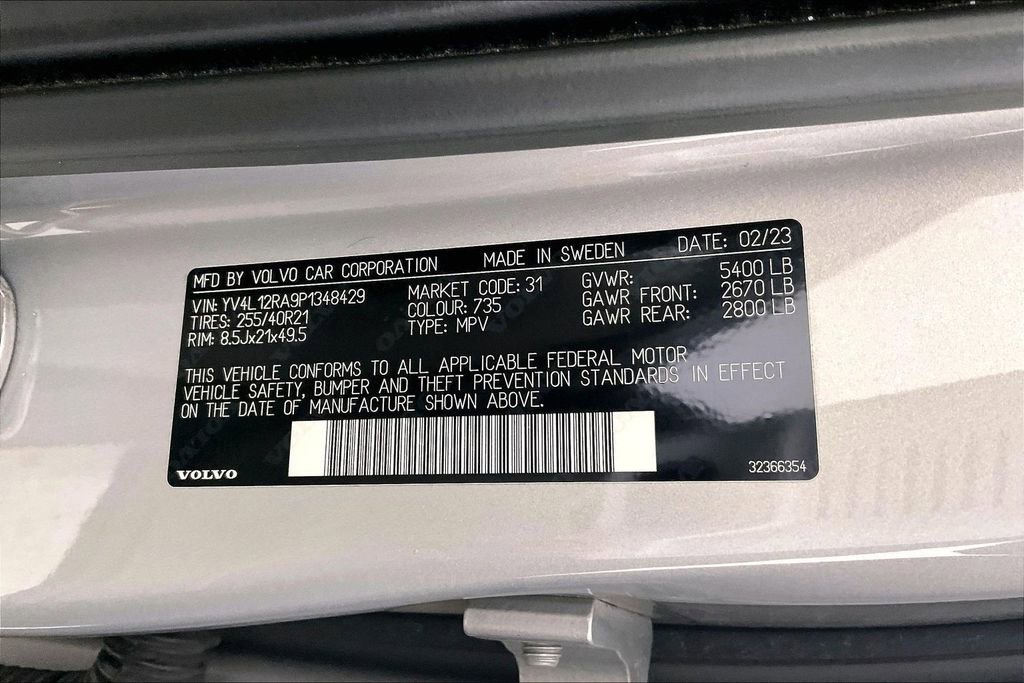 MFD BY VOLVO CAR CORPORATION MADE IN SWEDEN DATE: 02/23
VIN: YV4L12RA9P1348429 MARKET CODE: 31 GVWR: 5400 LB
TIRES: 255/40R21 COLOUR: 735 GAWR FRONT: 2670 LB
RIM: 8.5Jx21x49.5 TYPE: MPV GAWR REAR: 2800 LB
THIS VEHICLE CONFORMS TO ALL APPLICABLE FEDERAL MOTOR
VEHICLE SAFETY, BUMPER AND THEFT PREVENTION STANDARDS IN EFFECT
ON THE DATE OF MANUFACTURE SHOWN ABOVE.
VOLVO 32366354